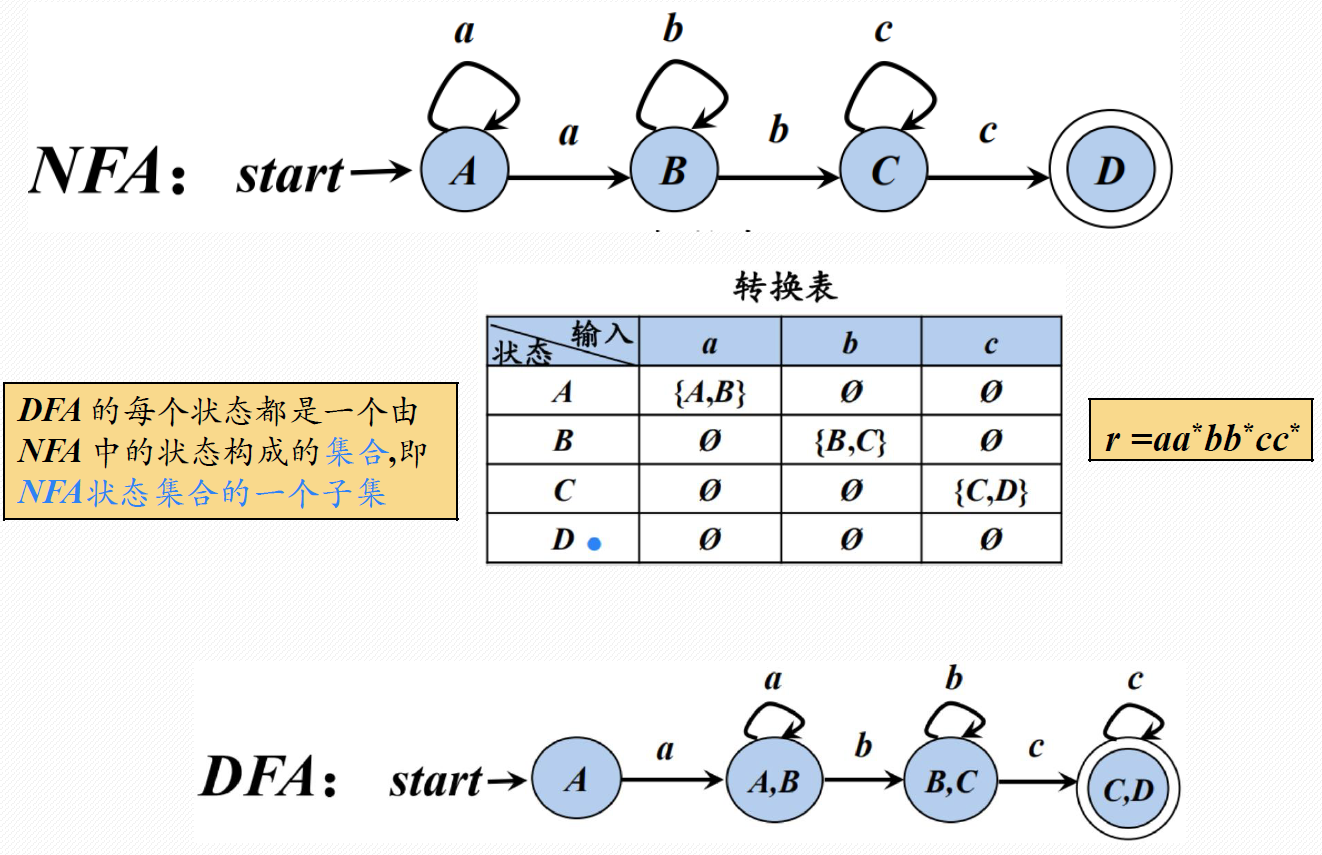 a
b
c
NFA： start A a B b C c D
转换表
输入
状态 a b c
A {A,B} Ø Ø
B Ø {B,C} Ø
C Ø Ø {C,D}
D Ø Ø Ø
DFA 的每个状态都是一个由
NFA 中的状态构成的集合,即
NFA状态集合的一个子集
r =aa*bb*cc*
a
b
c
DFA： start A a A,B b B,C c C,D